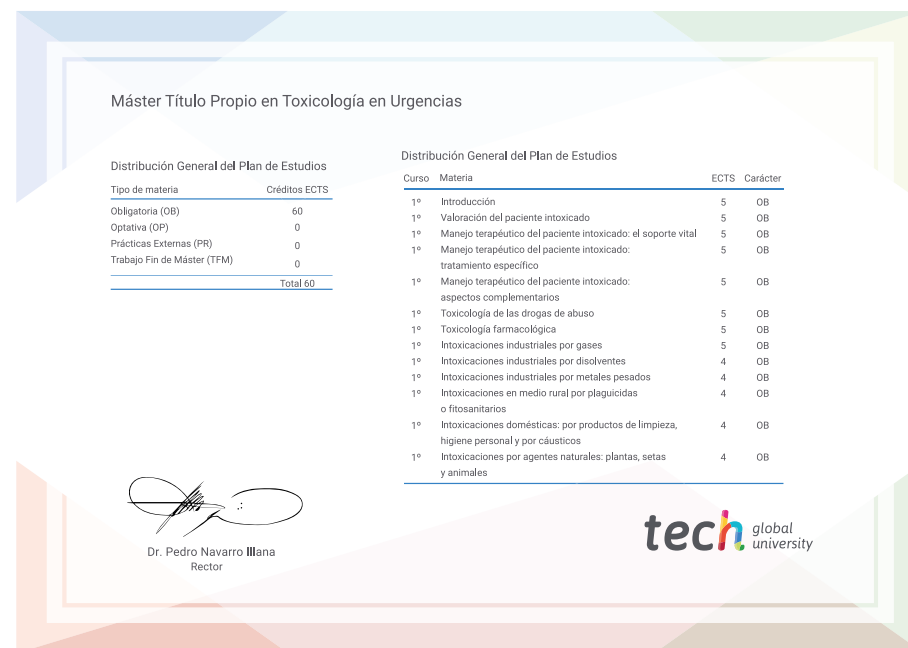 Máster Título Propio en Toxicología en Urgencias
Distribución General del Plan de Estudios
Tipo de materia Créditos ECTS
Obligatoria (OB) 60
Optativa (OP) 0
Prácticas Externas (PR) 0
Trabajo Fin de Máster (TFM) 0
Total 60
Distribución General del Plan de Estudios
Curso Materia ECTS Carácter
1º Introducción 5 OB
1º Valoración del paciente intoxicado 5 OB
1º Manejo terapéutico del paciente intoxicado: el soporte vital 5 OB
1º Manejo terapéutico del paciente intoxicado: 5 OB
tratamiento específico
1º Manejo terapéutico del paciente intoxicado: 5 OB
aspectos complementarios
1º Toxicología de las drogas de abuso 5 OB
1º Toxicología farmacológica 5 OB
1º Intoxicaciones industriales por gases 5 OB
1º Intoxicaciones industriales por disolventes 4 OB
1º Intoxicaciones industriales por metales pesados 4 OB
1º Intoxicaciones en medio rural por plaguicidas 4 OB
o fitosanitarios
1º Intoxicaciones domésticas: por productos de limpieza, 4 OB
higiene personal y por cáusticos
1º Intoxicaciones por agentes naturales: plantas, setas 4 OB
y animales
Dr. Pedro Navarro Illana
Rector
tech global
university